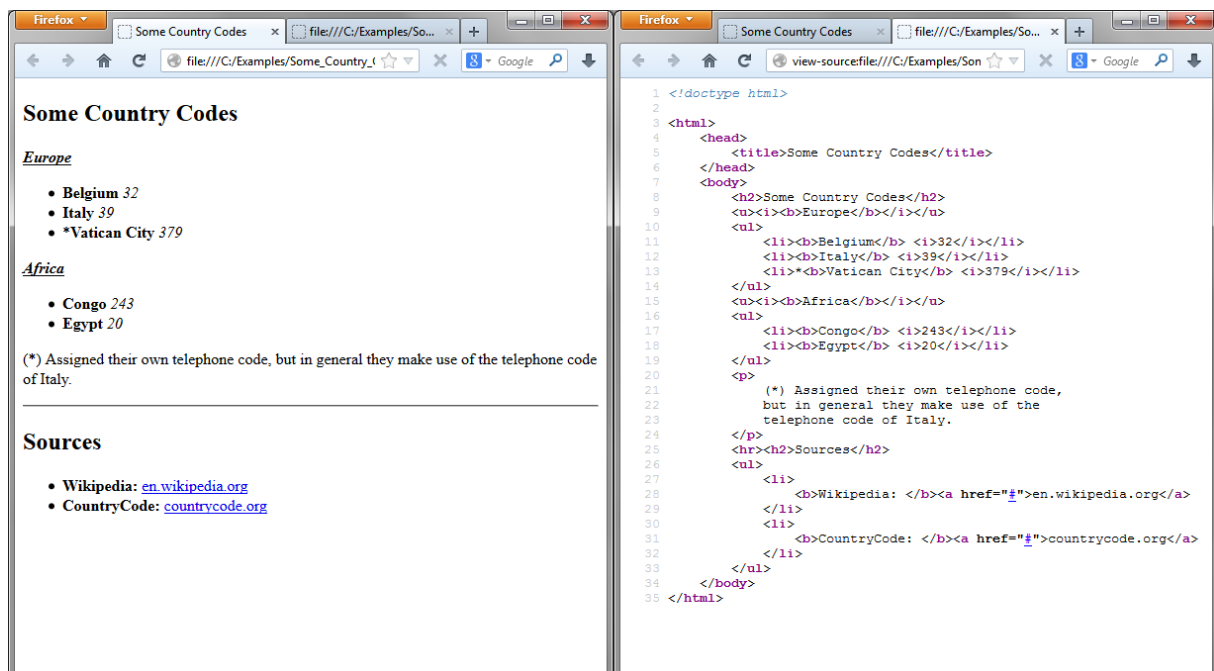 Firefox
Some Country Codes × file:///C:/Examples/So... × +
file:///C:/Examples/Some_Country_( 8 Google
Some Country Codes
Europe
• Belgium 32
• Italy 39
• *Vatican City 379
Africa
• Congo 243
• Egypt 20
(*) Assigned their own telephone code, but in general they make use of the telephone code
of Italy.
Sources
• Wikipedia: en.wikipedia.org
• CountryCode: countrycode.org
Firefox
Some Country Codes × file:///C:/Examples/So... × +
view-source:file:///C:/Examples/Son 8 Google
1 <!doctype html>
2
3 <html>
4 <head>
5 <title>Some Country Codes</title>
6 </head>
7 <body>
8 <h2>Some Country Codes</h2>
9 <u><i><b>Europe</b></i></u>
10 <ul>
11 <li><b>Belgium</b> <i>32</i></li>
12 <li><b>Italy</b> <i>39</i></li>
13 <li>*<b>Vatican City</b> <i>379</i></li>
14 </ul>
15 <u><i><b>Africa</b></i></u>
16 <ul>
17 <li><b>Congo</b> <i>243</i></li>
18 <li><b>Egypt</b> <i>20</i></li>
19 </ul>
20 <p>
21 (*) Assigned their own telephone code,
22 but in general they make use of the
23 telephone code of Italy.
24 </p>
25 <hr><h2>Sources</h2>
26 <ul>
27 <li>
28 <b>Wikipedia: </b><a href="#">en.wikipedia.org</a>
29 </li>
30 <li>
31 <b>CountryCode: </b><a href="#">countrycode.org</a>
32 </li>
33 </ul>
34 </body>
35 </html>